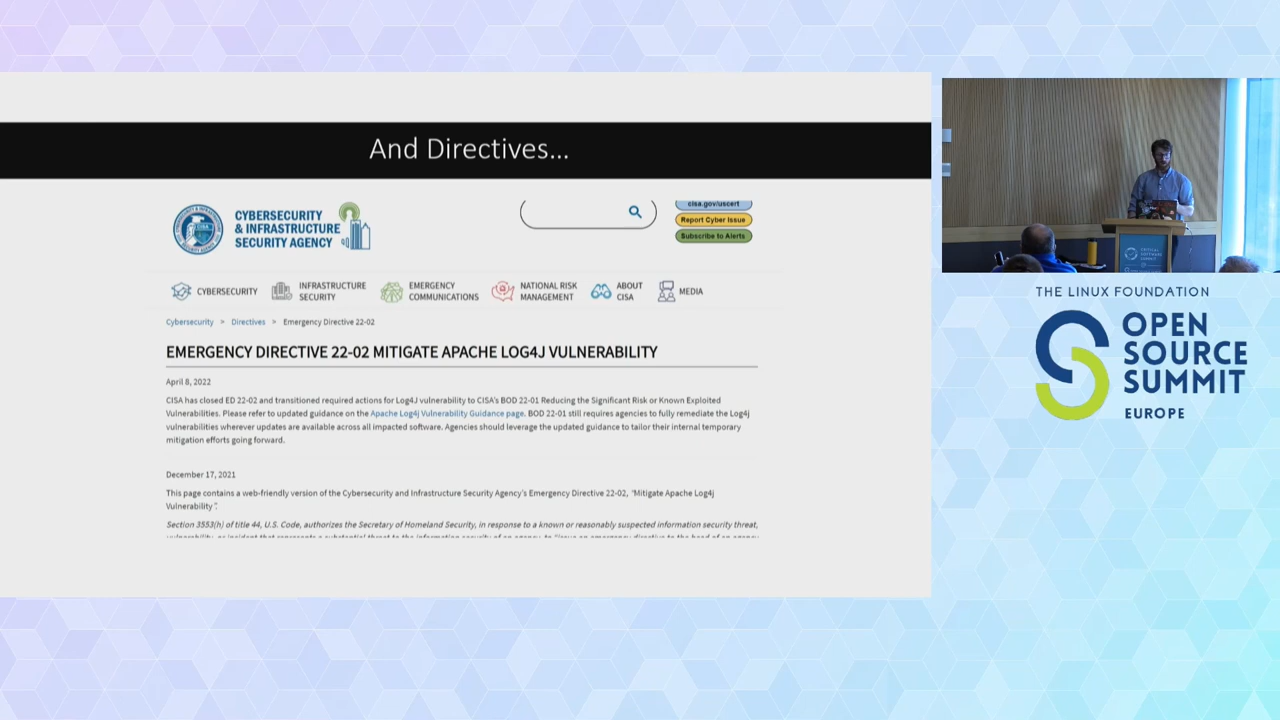 And Directives...
CYBERSECURITY
& INFRASTRUCTURE
SECURITY AGENCY
cisa.gov/uscert
Report Cyber Issue
Subscribe to Alerts
CYBERSECURITY
INFRASTRUCTURE
SECURITY
EMERGENCY
COMMUNICATIONS
NATIONAL RISK
MANAGEMENT
ABOUT
CISA
MEDIA
Cybersecurity > Directives > Emergency Directive 22-02
EMERGENCY DIRECTIVE 22-02 MITIGATE APACHE LOG4J VULNERABILITY
April 8, 2022
CISA has closed ED 22-02 and transitioned required actions for Log4J vulnerability to CISA's BOD 22-01 Reducing the Significant Risk or Known Exploited
Vulnerabilities. Please refer to updated guidance on the Apache Log4j Vulnerability Guidance page. BOD 22-01 still requires agencies to fully remediate the Log4j
vulnerabilities wherever updates are available across all impacted software. Agencies should leverage the updated guidance to tailor their internal temporary
mitigation efforts going forward.
December 17, 2021
This page contains a web-friendly version of the Cybersecurity and Infrastructure Security Agency's Emergency Directive 22-02, "Mitigate Apache Log4j
Vulnerability".
Section 3553(h) of title 44, U.S. Code, authorizes the Secretary of Homeland Security, in response to a known or reasonably suspected information security threat,
THE LINUX FOUNDATION
OPEN
SOURCE
SUMMIT
EUROPE